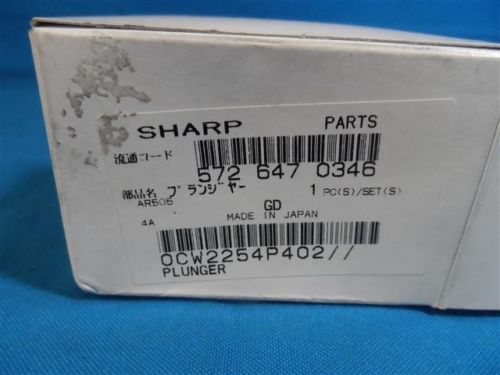 SHARP PARTS
流通コード
572 647 0346
部品名 プランジヤー 1 PC(S)/SET(S)
AR505 GD
4A MADE IN JAPAN
0CW2254P402//
PLUNGER